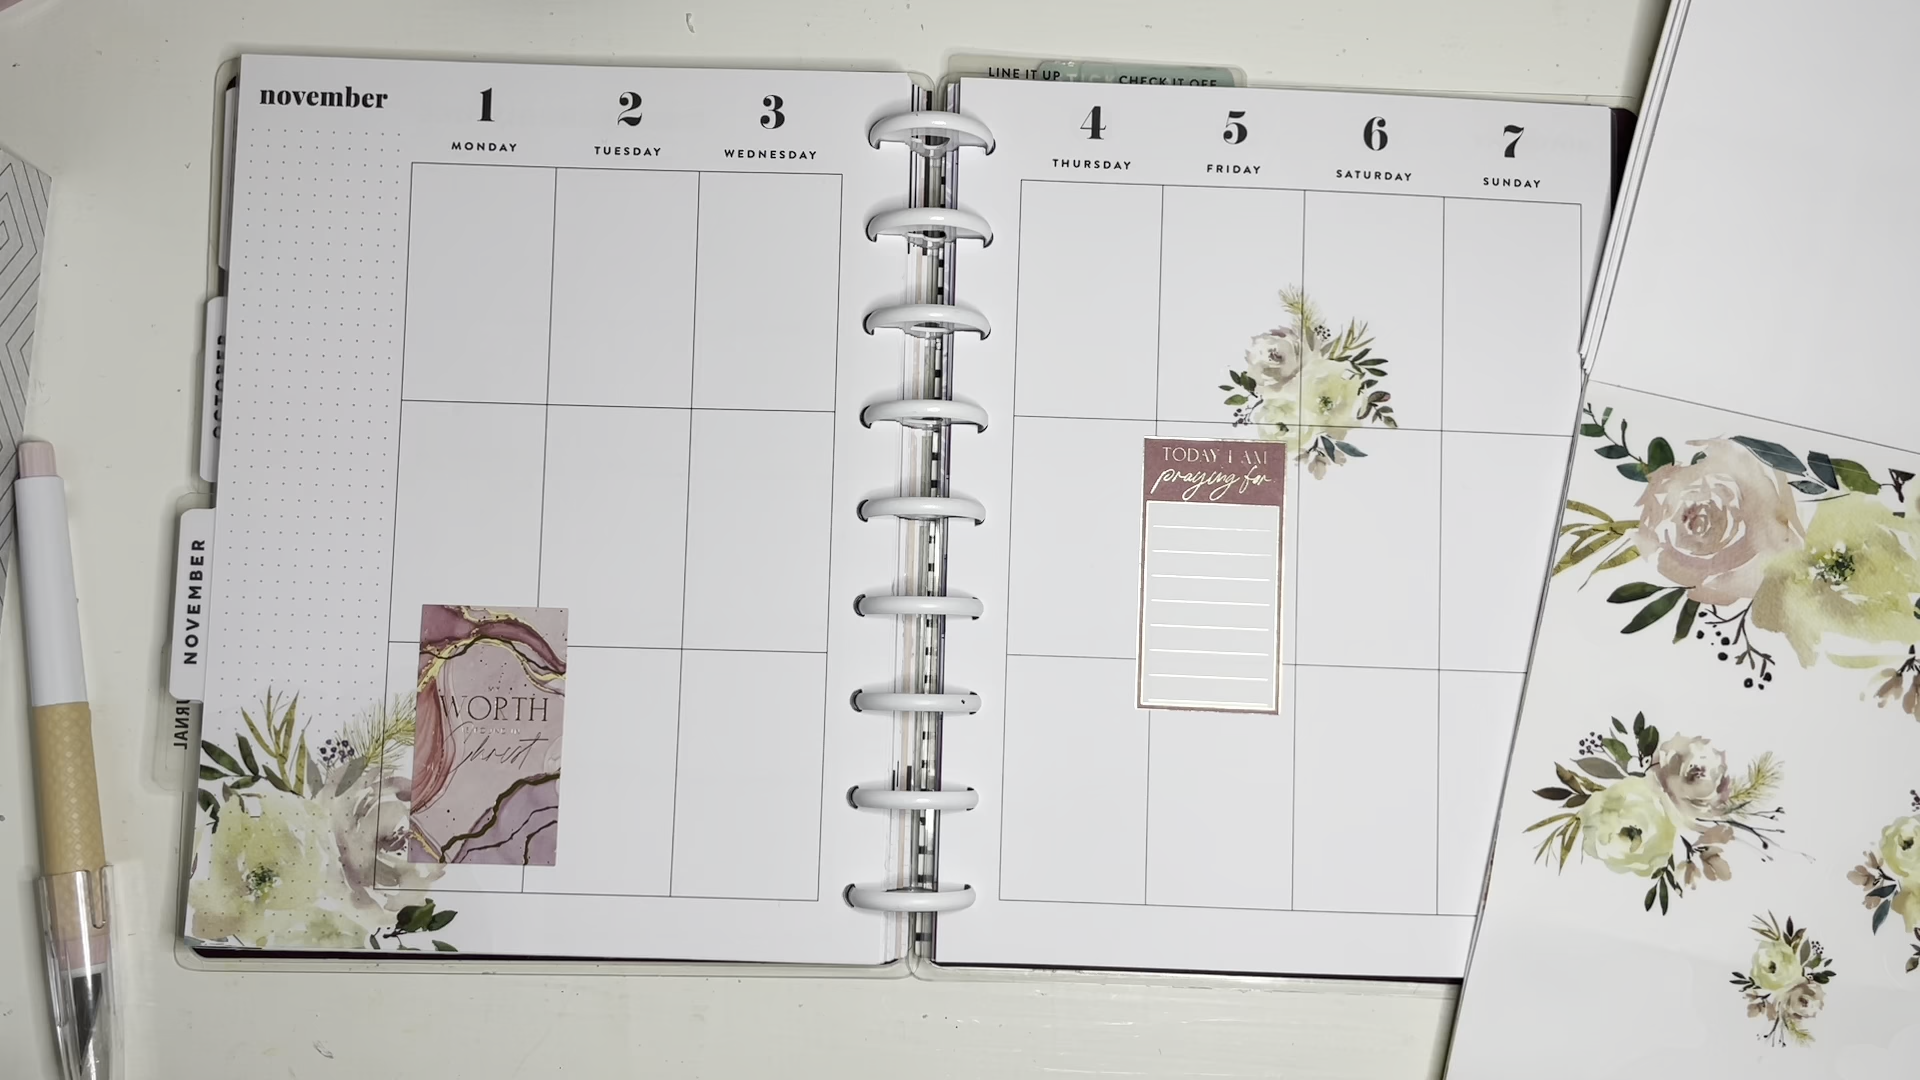 LINE IT UP
CHECK IT OFF
november
1
MONDAY
2
TUESDAY
3
WEDNESDAY
4
THURSDAY
5
FRIDAY
6
SATURDAY
7
SUNDAY
OCTOBER
NOVEMBER
TODAY I AM
praying for
WORTH
Christ